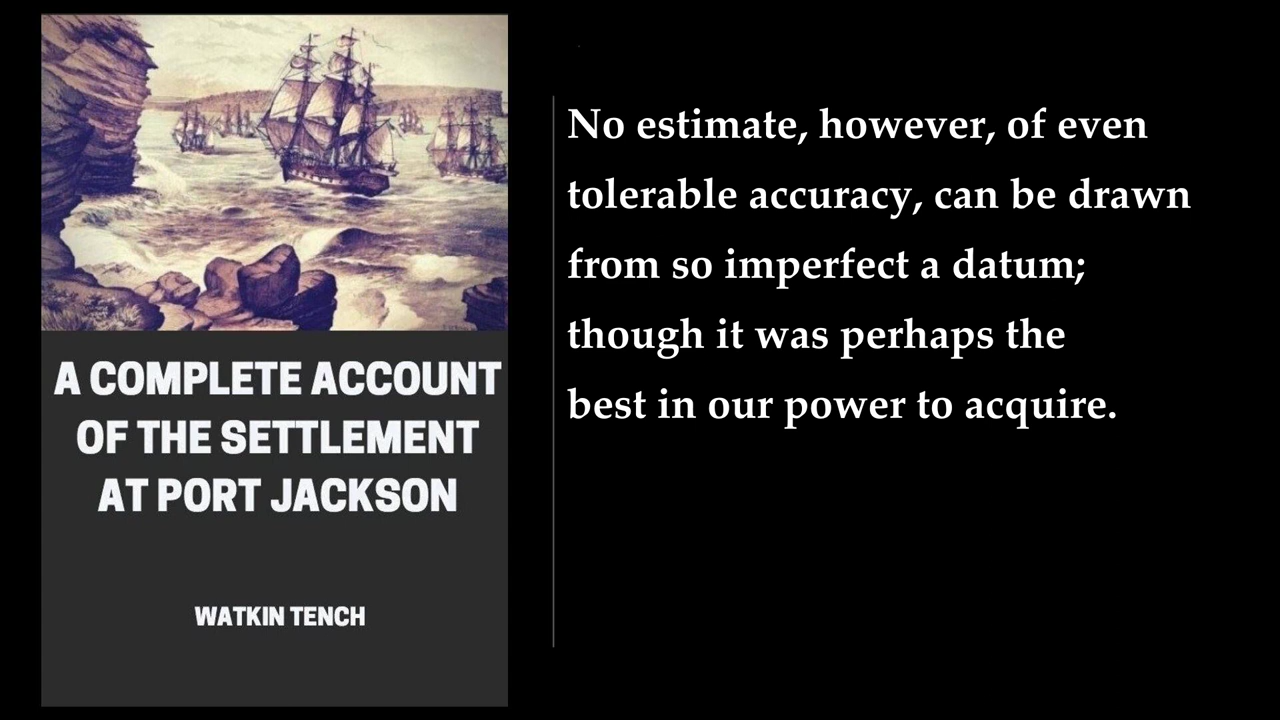 A COMPLETE ACCOUNT
OF THE SETTLEMENT
AT PORT JACKSON
WATKIN TENCH
No estimate, however, of even
tolerable accuracy, can be drawn
from so imperfect a datum;
though it was perhaps the
best in our power to acquire.